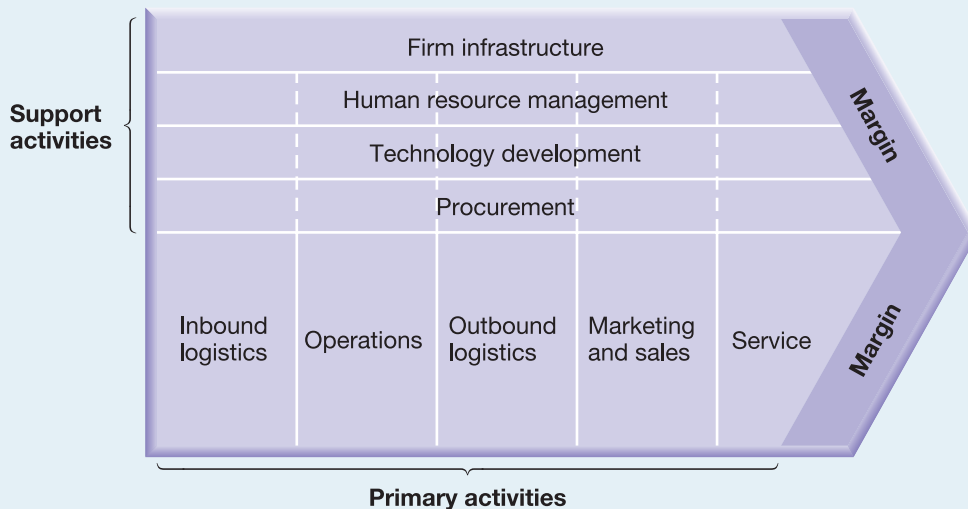 Firm infrastructure
Support
activities
Human resource management
Technology development
Procurement
Margin
Inbound
logistics
Operations
Outbound
logistics
Marketing
and sales
Service
Margin
Primary activities